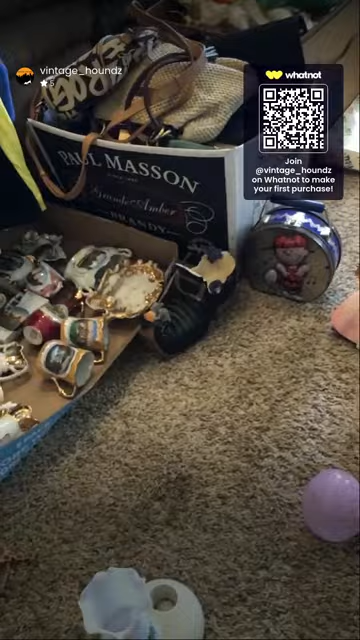 vintage_houndz
whatnot
Join
@vintage_houndz
on Whatnot to make
your first purchase!
PAUL MASSON
Grande Amber
BRANDY